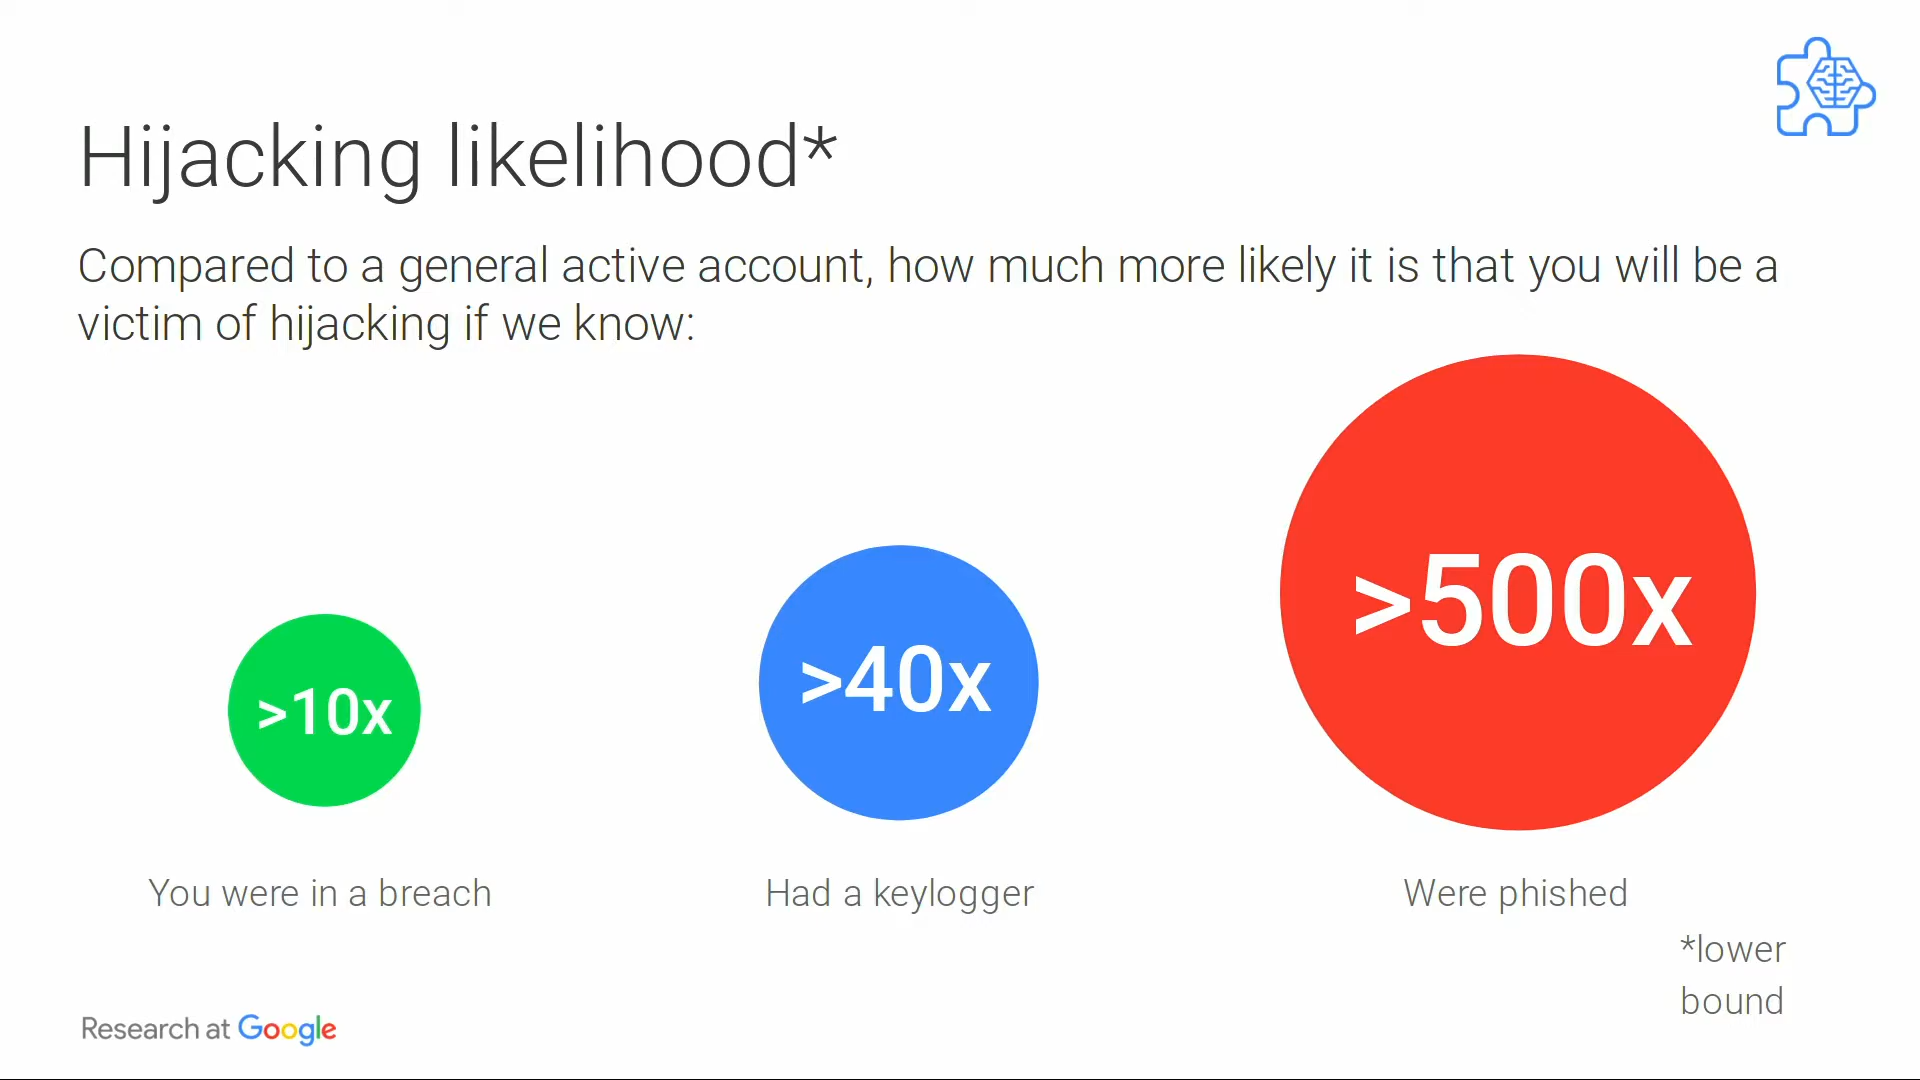 Hijacking likelihood*
Compared to a general active account, how much more likely it is that you will be a
victim of hijacking if we know:
>10x
>40x
>500x
You were in a breach
Had a keylogger
Were phished
*lower
bound
Research at Google